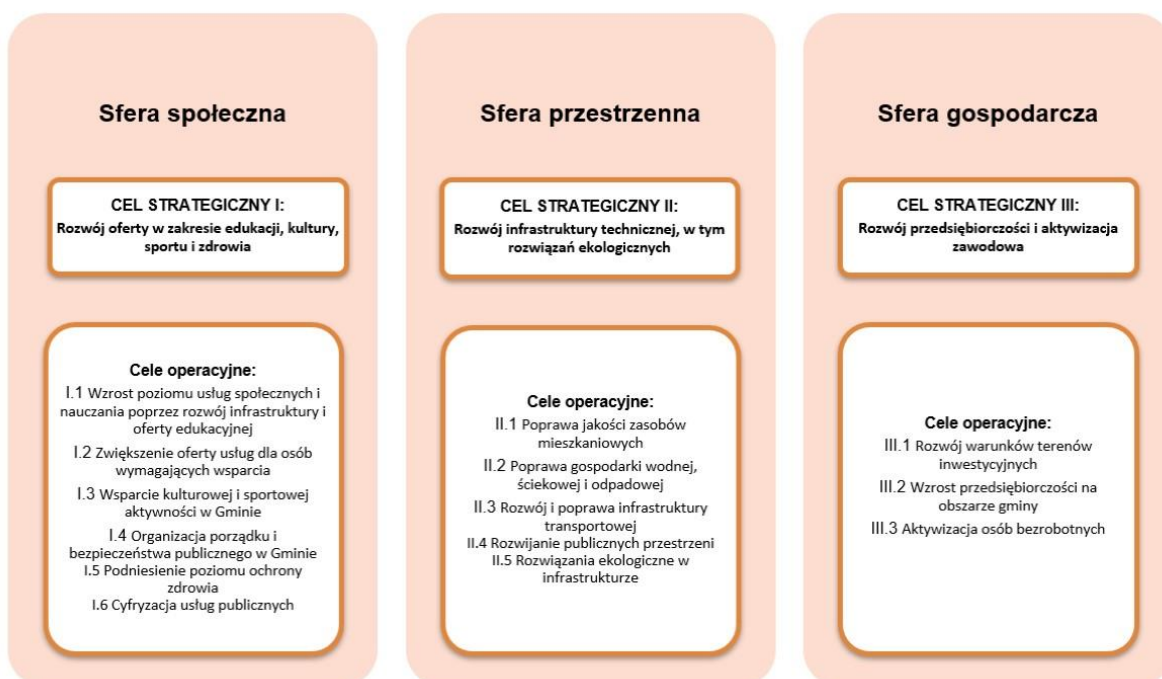 Sfera społeczna
CEL STRATEGICZNY I:
Rozwój oferty w zakresie edukacji, kultury,
sportu i zdrowia
Cele operacyjne:
I.1 Wzrost poziomu usług społecznych i
nauczania poprzez rozwój infrastruktury i
oferty edukacyjnej
I.2 Zwiększenie oferty usług dla osób
wymagających wsparcia
I.3 Wsparcie kulturowej i sportowej
aktywności w Gminie
I.4 Organizacja porządku i
bezpieczeństwa publicznego w Gminie
I.5 Podniesienie poziomu ochrony
zdrowia
I.6 Cyfryzacja usług publicznych
Sfera przestrzenna
CEL STRATEGICZNY II:
Rozwój infrastruktury technicznej, w tym
rozwiązań ekologicznych
Cele operacyjne:
II.1 Poprawa jakości zasobów
mieszkaniowych
II.2 Poprawa gospodarki wodnej,
ściekowej i odpadowej
II.3 Rozwój i poprawa infrastruktury
transportowej
II.4 Rozwijanie publicznych przestrzeni
II.5 Rozwiązania ekologiczne w
infrastrukturze
Sfera gospodarcza
CEL STRATEGICZNY III:
Rozwój przedsiębiorczości i aktywizacja
zawodowa
Cele operacyjne:
III.1 Rozwój warunków terenów
inwestycyjnych
III.2 Wzrost przedsiębiorczości na
obszarze gminy
III.3 Aktywizacja osób bezrobotnych